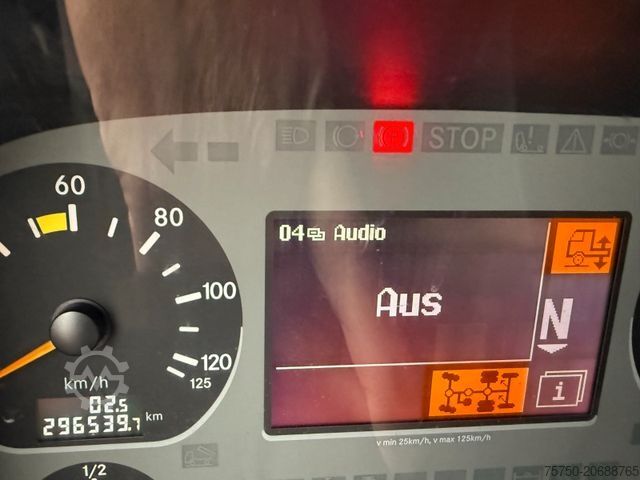 STOP
60
80
04 Audio
100
Aus
N
120
125
km/h
02.5
296539.7 km
i
v min 25km/h, v max 125km/h
1/2
75750-20688765